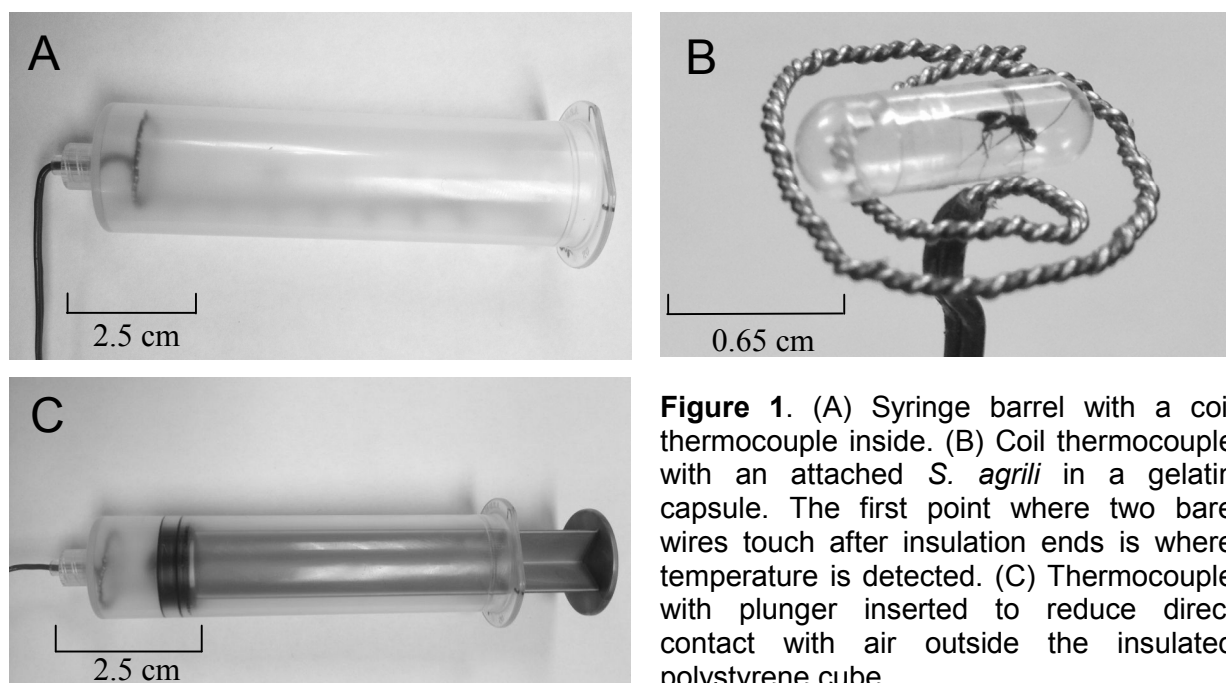 A
2.5 cm
B
0.65 cm
C
2.5 cm
Figure 1. (A) Syringe barrel with a coi
thermocouple inside. (B) Coil thermocouple
with an attached S. agrili in a gelatin
capsule. The first point where two bare
wires touch after insulation ends is where
temperature is detected. (C) Thermocouple
with plunger inserted to reduce direc
contact with air outside the insulated
polystyrene cube